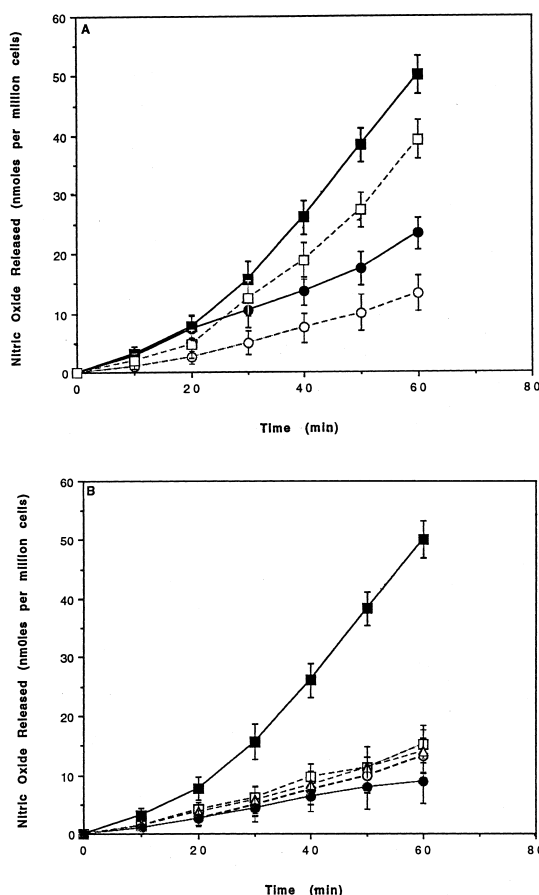 A
60
50
40
30
20
10
0
Nitric Oxide Released (nmoles per million cells)
0 20 40 60 80
Time (min)
B
60
50
40
30
20
10
0
Nitric Oxide Released (nm0les per million cells)
0 20 40 60 80
Time (min)